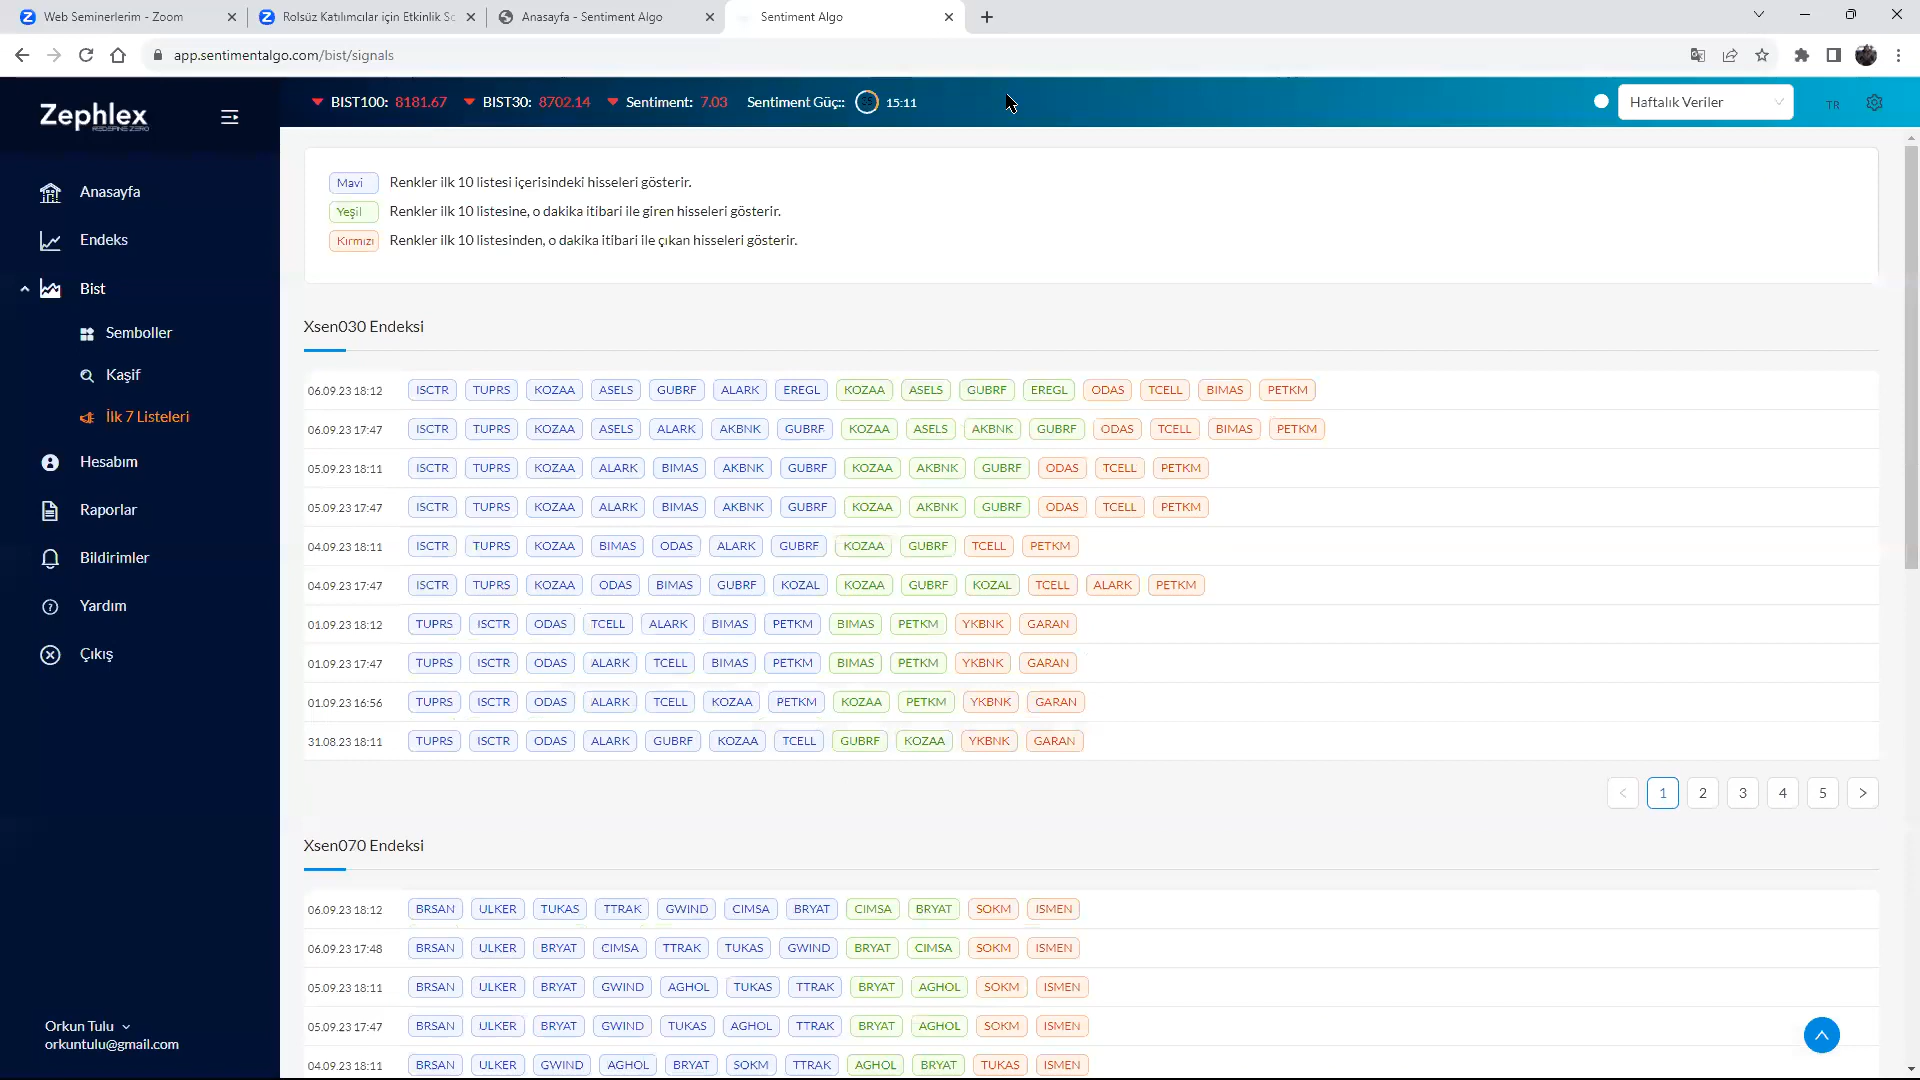 Web Seminerlerim - Zoom
Rolsüz Katılımcılar için Etkinlik Sc
Anasayfa - Sentiment Algo
Sentiment Algo
app.sentimentalgo.com/bist/signals
Zephlex
BIST100: 8181.67 BIST30: 8702.14 Sentiment: 7.03 Sentiment Güç:: 15:11
Haftalık Veriler
TR
Anasayfa
Endeks
Bist
Semboller
Kaşif
İlk 7 Listeleri
Hesabım
Raporlar
Bildirimler
Yardım
Çıkış
Orkun Tulu
orkuntulu@gmail.com
Mavi Renkler ilk 10 listesi içerisindeki hisseleri gösterir.
Yeşil Renkler ilk 10 listesine, o dakika itibari ile giren hisseleri gösterir.
Kırmızı Renkler ilk 10 listesinden, o dakika itibari ile çıkan hisseleri gösterir.
Xsen030 Endeksi
06.09.23 18:12 ISCTR TUPRS KOZAA ASELS GUBRF ALARK EREGL KOZAA ASELS GUBRF EREGL ODAS TCELL BIMAS PETKM
06.09.23 17:47 ISCTR TUPRS KOZAA ASELS ALARK AKBNK GUBRF KOZAA ASELS AKBNK GUBRF ODAS TCELL BIMAS PETKM
05.09.23 18:11 ISCTR TUPRS KOZAA ALARK BIMAS AKBNK GUBRF KOZAA AKBNK GUBRF ODAS TCELL PETKM
05.09.23 17:47 ISCTR TUPRS KOZAA ALARK BIMAS AKBNK GUBRF KOZAA AKBNK GUBRF ODAS TCELL PETKM
04.09.23 18:11 ISCTR TUPRS KOZAA BIMAS ODAS ALARK GUBRF KOZAA GUBRF TCELL PETKM
04.09.23 17:47 ISCTR TUPRS KOZAA ODAS BIMAS GUBRF KOZAL KOZAA GUBRF KOZAL TCELL ALARK PETKM
01.09.23 18:12 TUPRS ISCTR ODAS TCELL ALARK BIMAS PETKM BIMAS PETKM YKBNK GARAN
01.09.23 17:47 TUPRS ISCTR ODAS ALARK TCELL BIMAS PETKM BIMAS PETKM YKBNK GARAN
01.09.23 16:56 TUPRS ISCTR ODAS ALARK TCELL KOZAA PETKM KOZAA PETKM YKBNK GARAN
31.08.23 18:11 TUPRS ISCTR ODAS ALARK GUBRF KOZAA TCELL GUBRF KOZAA YKBNK GARAN
< 1 2 3 4 5 >
Xsen070 Endeksi
06.09.23 18:12 BRSAN ULKER TUKAS TTRAK GWIND CIMSA BRYAT CIMSA BRYAT SOKM ISMEN
06.09.23 17:48 BRSAN ULKER BRYAT CIMSA TTRAK TUKAS GWIND BRYAT CIMSA SOKM ISMEN
05.09.23 18:11 BRSAN ULKER BRYAT GWIND AGHOL TUKAS TTRAK BRYAT AGHOL SOKM ISMEN
05.09.23 17:47 BRSAN ULKER BRYAT GWIND TUKAS AGHOL TTRAK BRYAT AGHOL SOKM ISMEN
04.09.23 18:11 BRSAN ULKER GWIND AGHOL BRYAT SOKM TTRAK AGHOL BRYAT TUKAS ISMEN